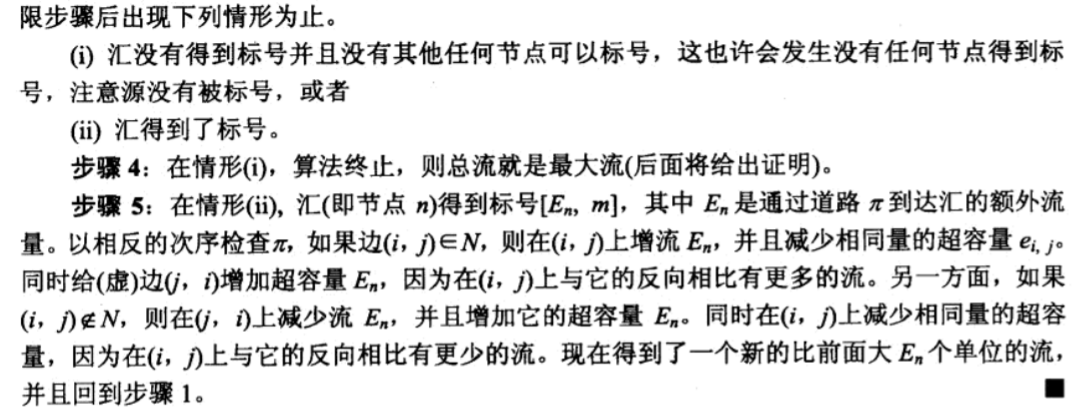 限步骤后出现下列情形为止。
(i) 汇没有得到标号并且没有其他任何节点可以标号，这也许会发生没有任何节点得到标
号，注意源没有被标号，或者
(ii) 汇得到了标号。
步骤 4：在情形(i)，算法终止，则总流就是最大流(后面将给出证明)。
步骤 5：在情形(ii), 汇(即节点 n)得到标号[Eₙ, m]，其中 Eₙ 是通过道路 π 到达汇的额外流
量。以相反的次序检查π, 如果边(i，j)∈N，则在(i，j)上增流 Eₙ，并且减少相同量的超容量 eᵢ, ⱼ。
同时给(虚)边(j，i)增加超容量 Eₙ，因为在(i，j)上与它的反向相比有更多的流。另一方面，如果
(i，j)∉N，则在(j，i)上减少流 Eₙ，并且增加它的超容量 Eₙ。同时在(i，j)上减少相同量的超容
量，因为在(i，j)上与它的反向相比有更少的流。现在得到了一个新的比前面大 Eₙ 个单位的流，
并且回到步骤 1。 ■